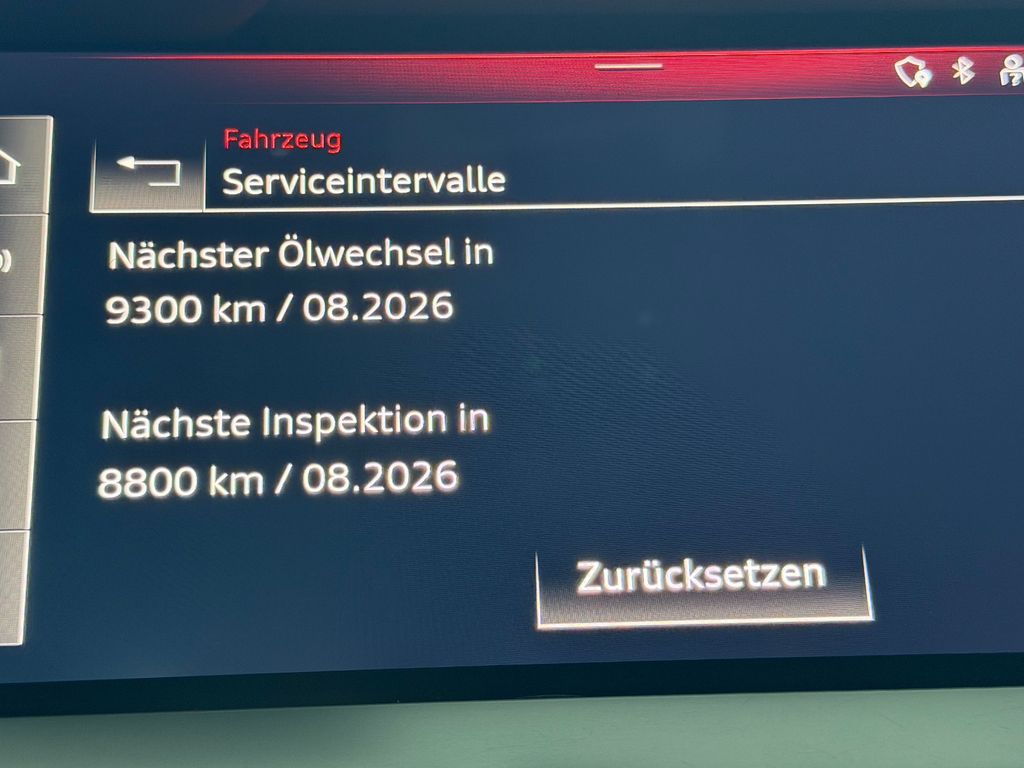 Fahrzeug
Serviceintervalle
Nächster Ölwechsel in
9300 km / 08.2026
Nächste Inspektion in
8800 km / 08.2026
Zurücksetzen